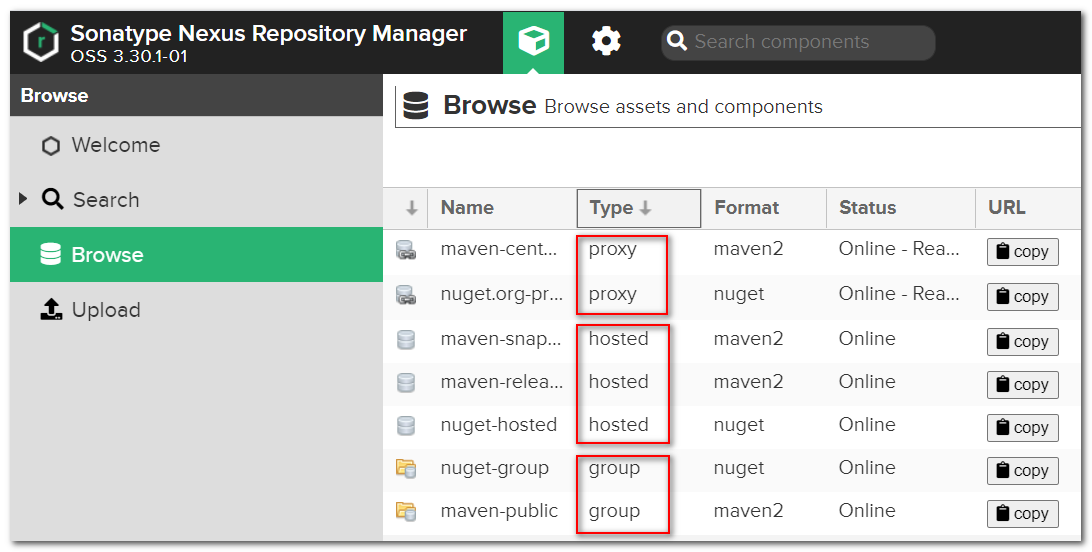 Sonatype Nexus Repository Manager
OSS 3.30.1-01
Search components
Browse
Welcome
Search
Browse
Upload
Browse Browse assets and components
Name Type Format Status URL
maven-cent... proxy maven2 Online - Rea... copy
nuget.org-pr... proxy nuget Online - Rea... copy
maven-snap... hosted maven2 Online copy
maven-relea... hosted maven2 Online copy
nuget-hosted hosted nuget Online copy
nuget-group group nuget Online copy
maven-public group maven2 Online copy